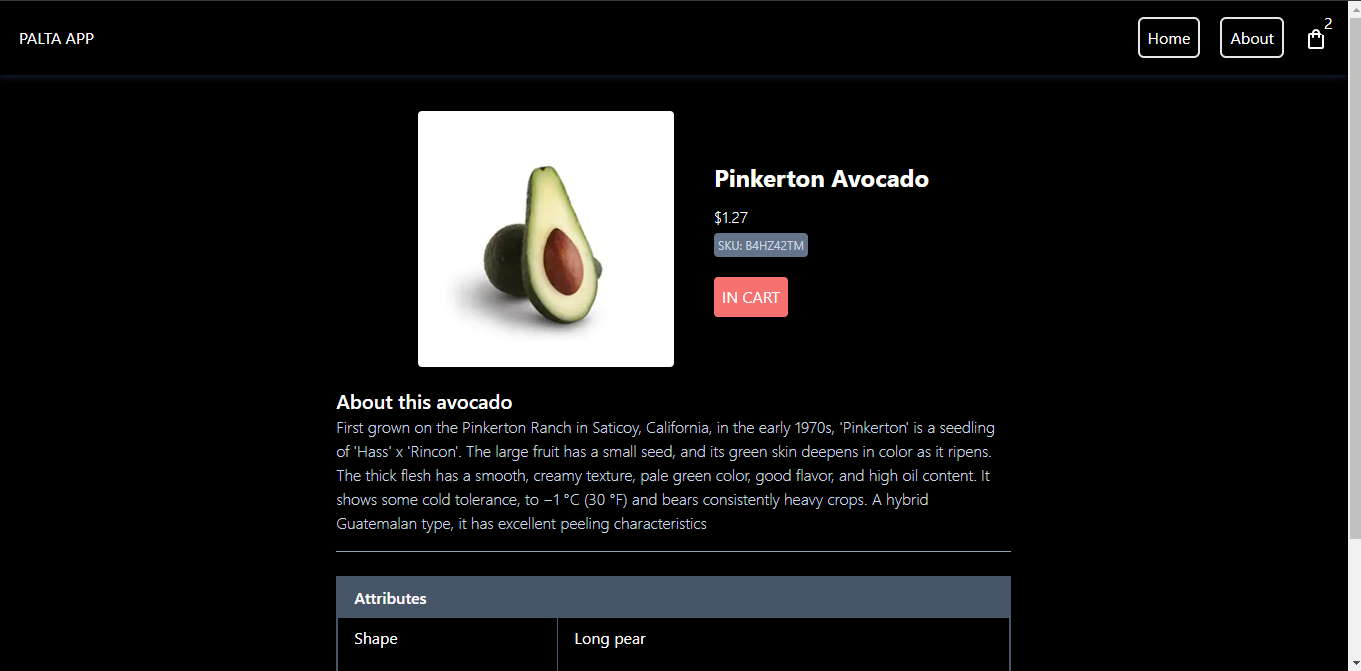 PALTA APP
Home
About
2
Pinkerton Avocado
$1.27
SKU: B4HZ42TM
IN CART
About this avocado
First grown on the Pinkerton Ranch in Saticoy, California, in the early 1970s, 'Pinkerton' is a seedling
of 'Hass' x 'Rincon'. The large fruit has a small seed, and its green skin deepens in color as it ripens.
The thick flesh has a smooth, creamy texture, pale green color, good flavor, and high oil content. It
shows some cold tolerance, to −1 °C (30 °F) and bears consistently heavy crops. A hybrid
Guatemalan type, it has excellent peeling characteristics
Attributes
Shape
Long pear